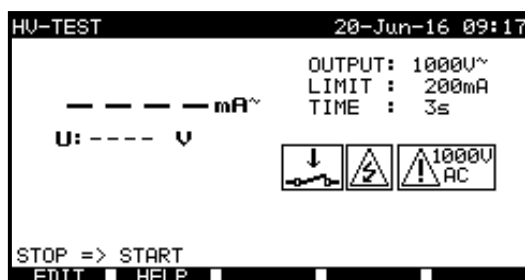 HV-TEST 20-Jun-16 09:17
OUTPUT: 1000V~
LIMIT : 200mA
– – – – mA~ TIME : 3s
U: ---- V
1000V
AC
STOP => START
EDIT HELP